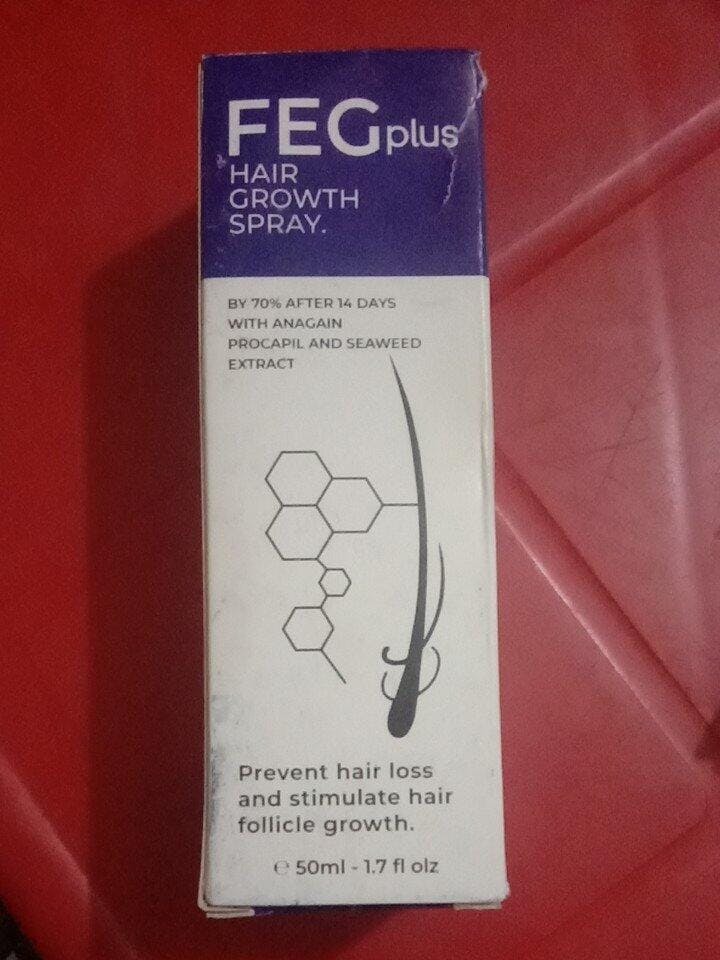 FEGplus
HAIR
GROWTH
SPRAY.
BY 70% AFTER 14 DAYS
WITH ANAGAIN
PROCAPIL AND SEAWEED
EXTRACT
Prevent hair loss
and stimulate hair
follicle growth.
℮ 50ml - 1.7 fl olz